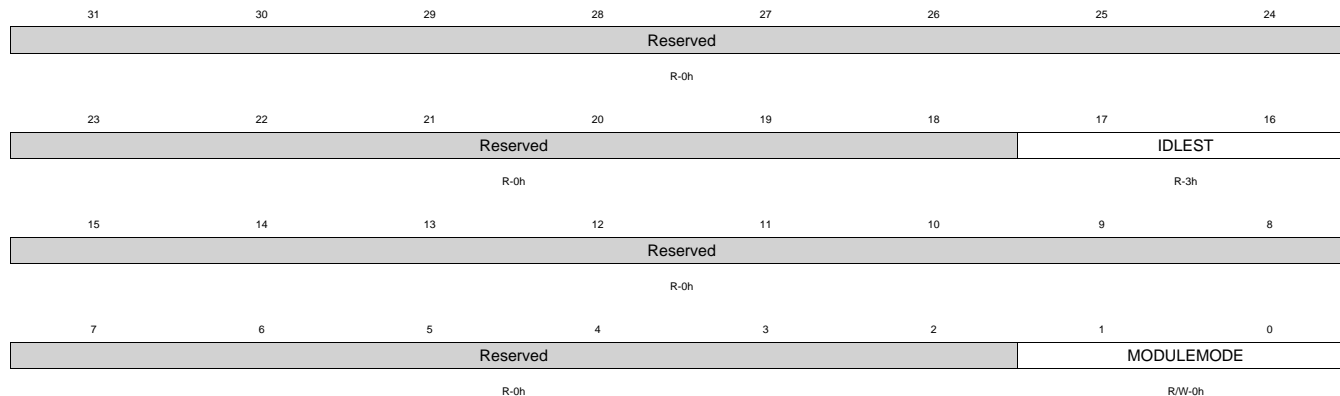 31 30 29 28 27 26 25 24
Reserved
R-0h
23 22 21 20 19 18 17 16
Reserved IDLEST
R-0h R-3h
15 14 13 12 11 10 9 8
Reserved
R-0h
7 6 5 4 3 2 1 0
Reserved MODULEMODE
R-0h R/W-0h